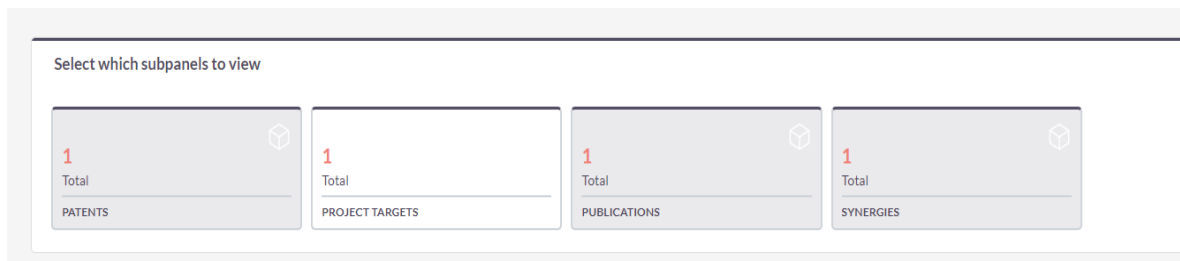 Select which subpanels to view
1
Total
PATENTS
1
Total
PROJECT TARGETS
1
Total
PUBLICATIONS
1
Total
SYNERGIES